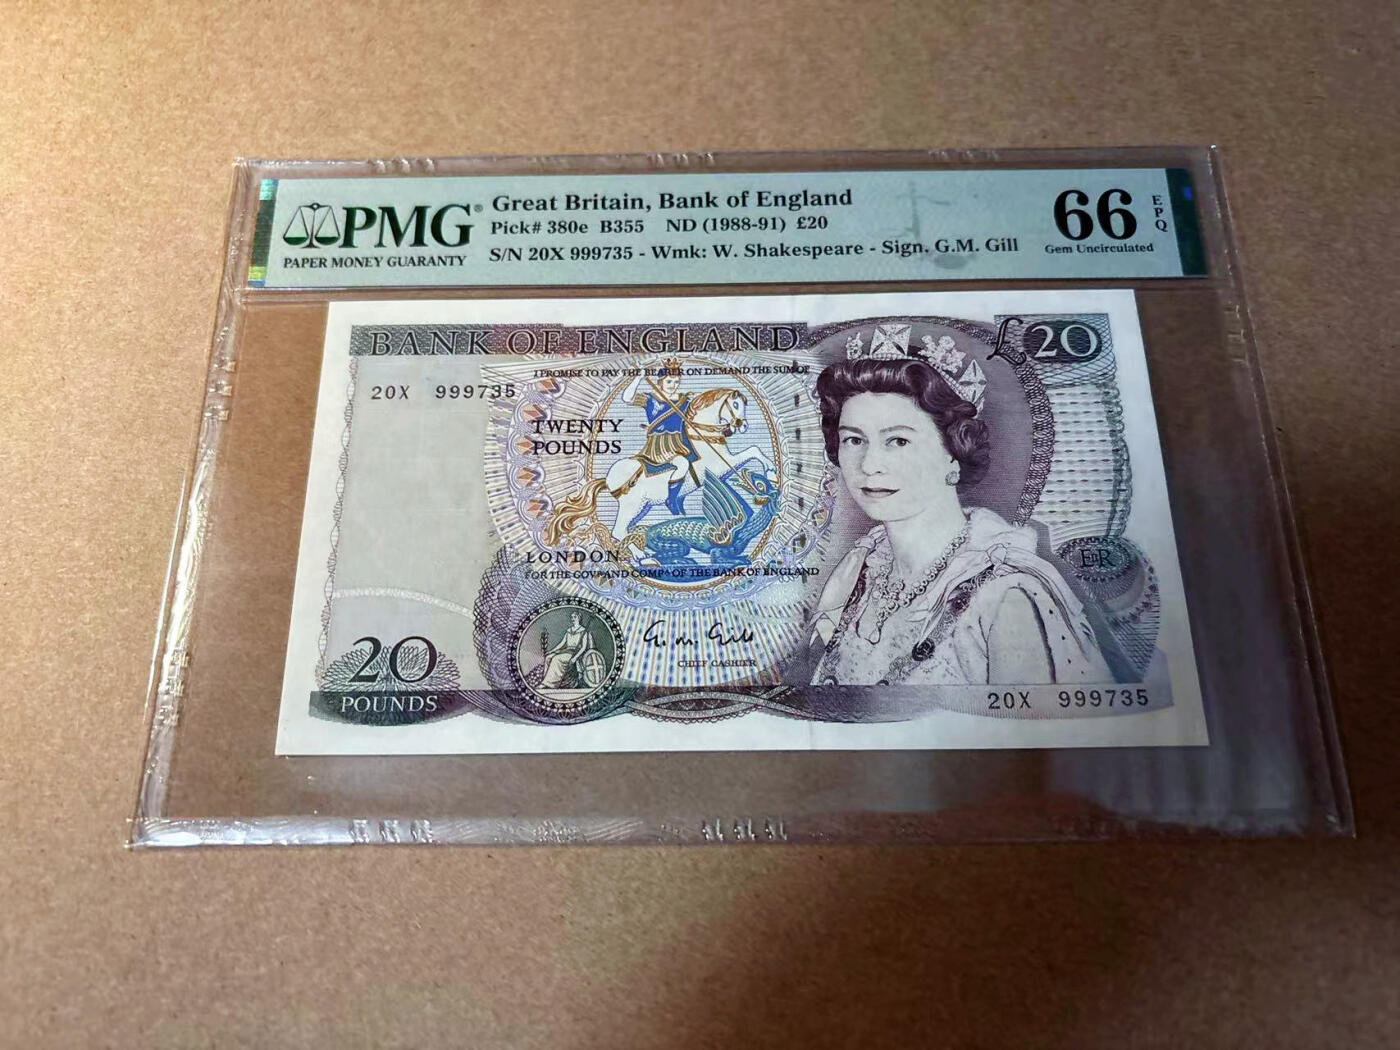 PMG®
PAPER MONEY GUARANTY
Great Britain, Bank of England
Pick# 380e B355 ND (1988-91) £20
S/N 20X 999735 - Wmk: W. Shakespeare - Sign. G.M. Gill
66
EPQ
Gem Uncirculated
BANK OF ENGLAND
£20
I PROMISE TO PAY THE BEARER ON DEMAND THE SUM OF
20X 999735
TWENTY
POUNDS
LONDON
FOR THE GOVR AND COMPA OF THE BANK OF ENGLAND
EIIR
G. M. Gill
CHIEF CASHIER
20
POUNDS
20X 999735